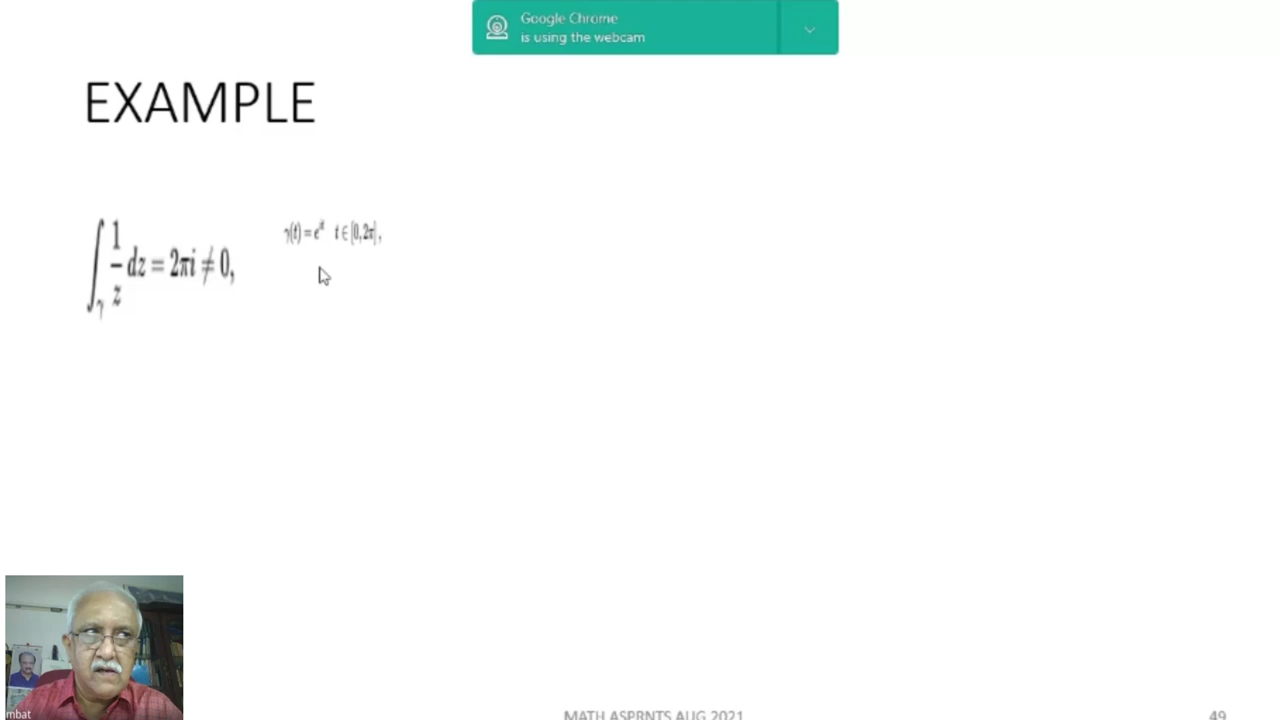 Google Chrome
is using the webcam
EXAMPLE
∫γ 1/z dz = 2πi ≠ 0,
γ(t) = e^{it} t ∈ [0, 2π],
mbat
MATH ASPRNTS AUG 2021
49